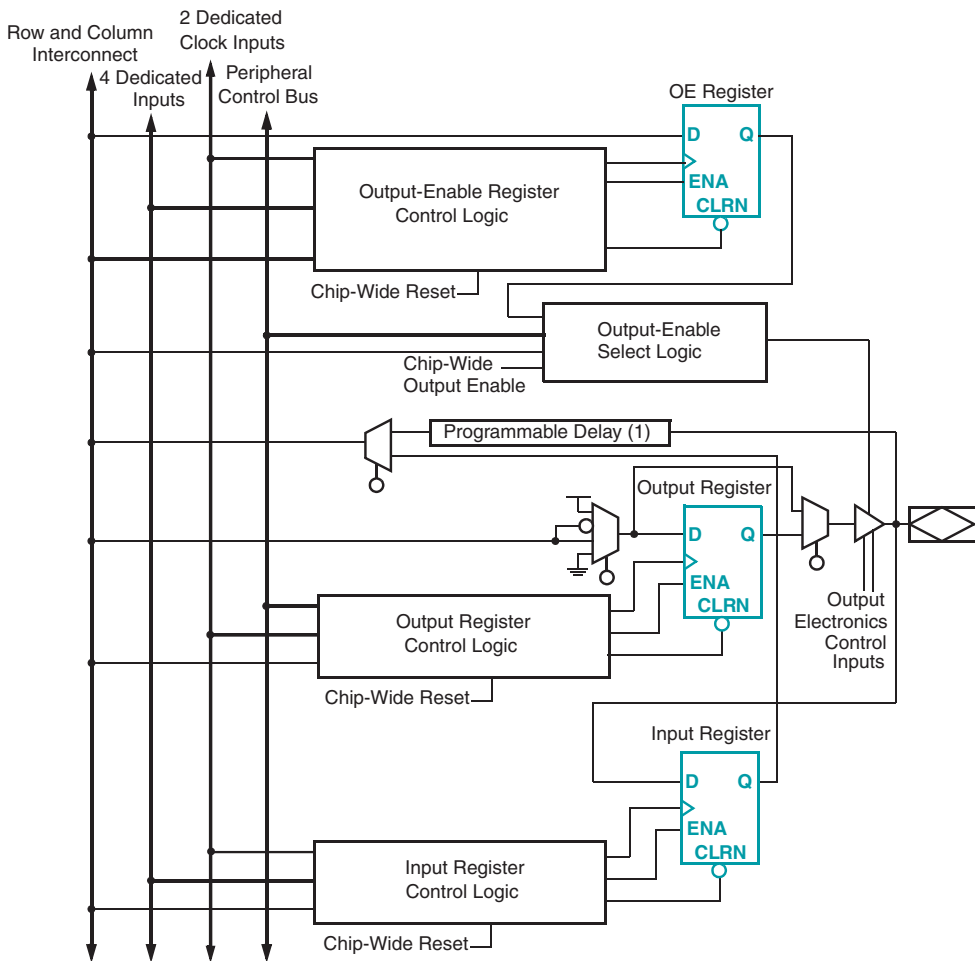 Row and Column
Interconnect
4 Dedicated
Inputs
2 Dedicated
Clock Inputs
Peripheral
Control Bus
OE Register
D
Q
ENA
CLRN
Output-Enable Register
Control Logic
Chip-Wide Reset
Output-Enable
Select Logic
Chip-Wide
Output Enable
Programmable Delay (1)
Output Register
D
Q
ENA
CLRN
Output Register
Control Logic
Chip-Wide Reset
Output
Electronics
Control
Inputs
Input Register
D
Q
ENA
CLRN
Input Register
Control Logic
Chip-Wide Reset